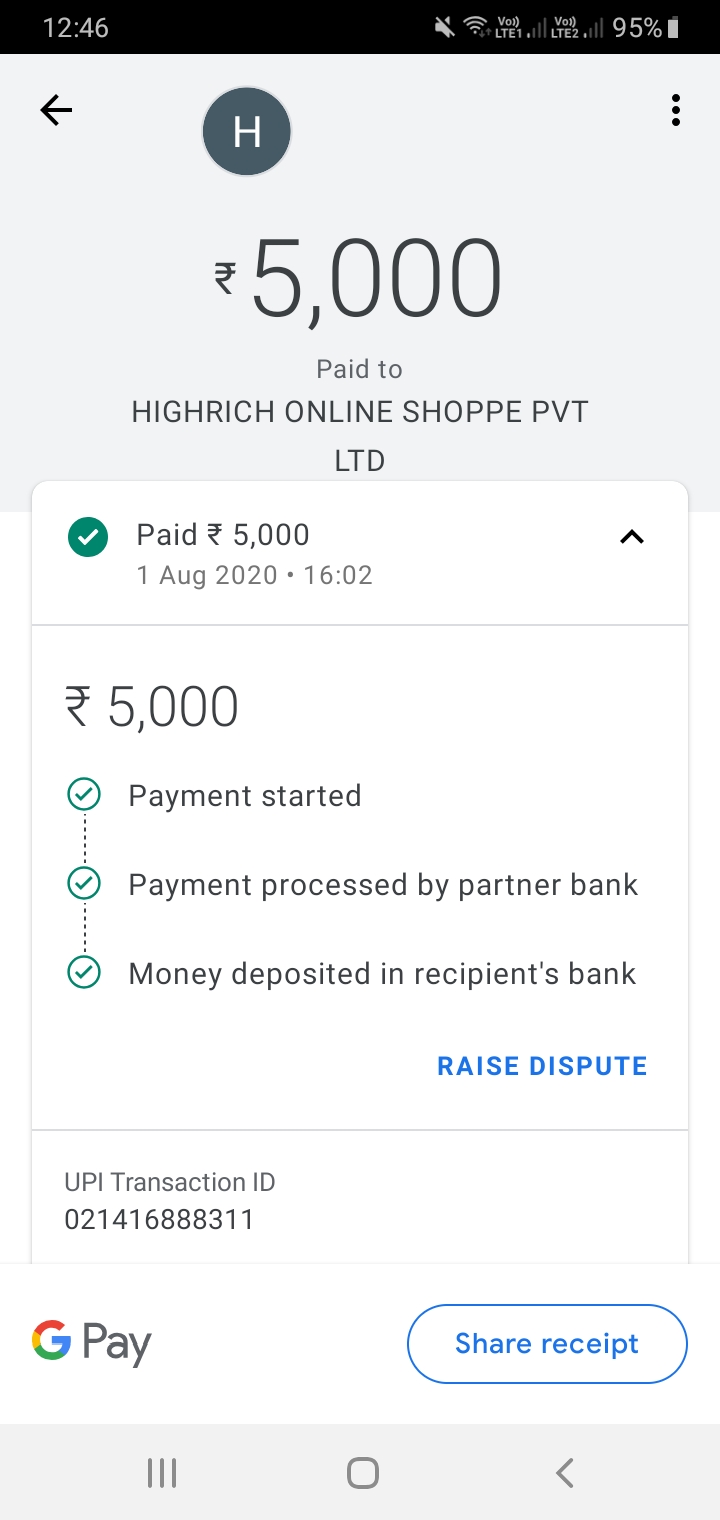 12:46
Vo)) LTE1 Vo)) LTE2 95%
H
₹5,000
Paid to
HIGHRICH ONLINE SHOPPE PVT
LTD
Paid ₹ 5,000
1 Aug 2020 • 16:02
₹ 5,000
Payment started
Payment processed by partner bank
Money deposited in recipient's bank
RAISE DISPUTE
UPI Transaction ID
021416888311
G Pay
Share receipt